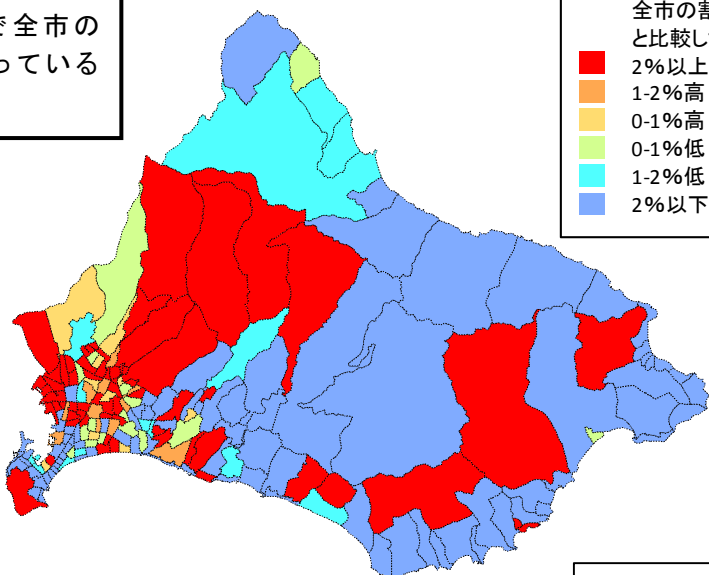 で全市の
っている
全市の割
と比較し
2%以上
1-2%高
0-1%高
0-1%低
1-2%低
2%以下